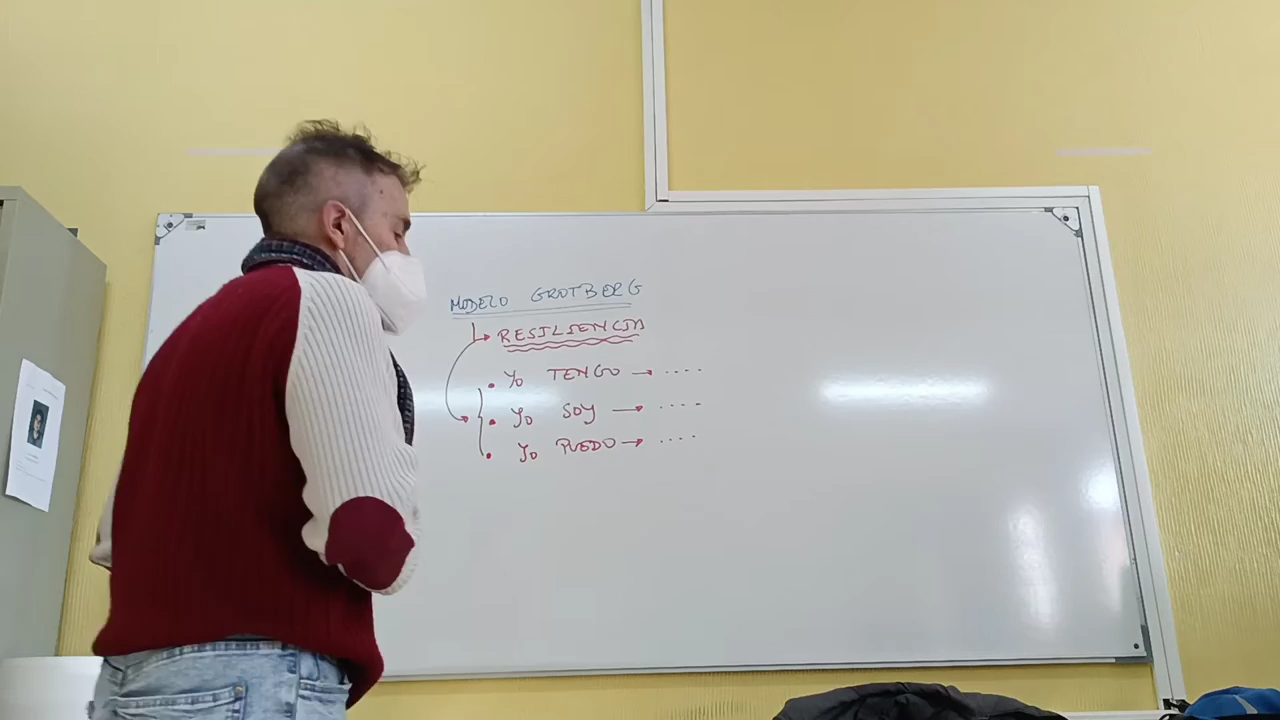 MODELO GROTBERG
RESILIENCIA
• yo TENGO → ....
• yo SOY → ....
• yo PUEDO → ....